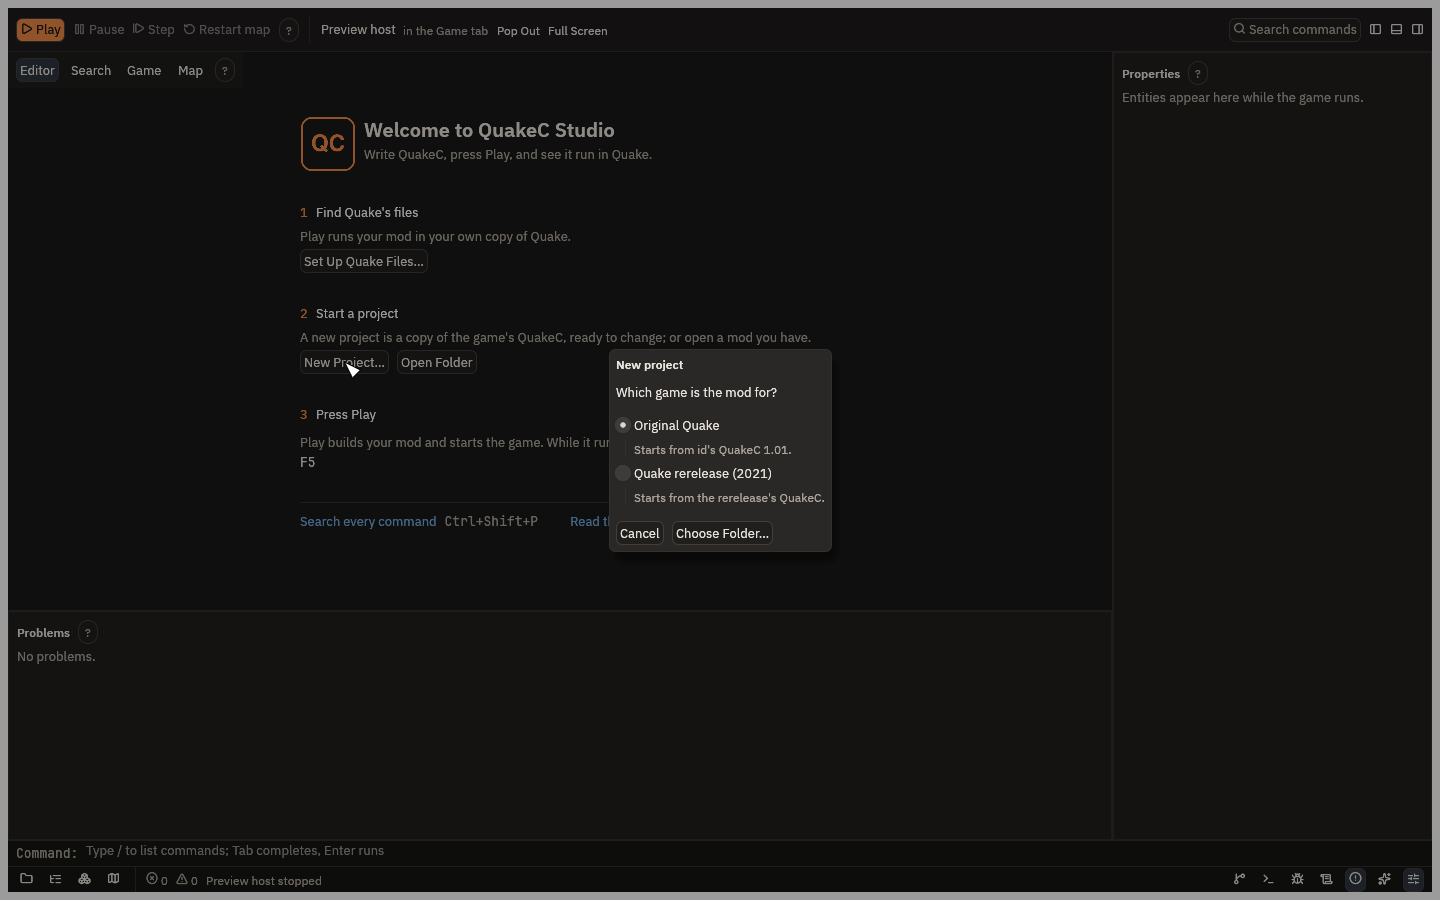 Play Pause Step Restart map ? Preview host in the Game tab Pop Out Full Screen Search commands
Editor Search Game Map ?
Properties ?
Entities appear here while the game runs.
QC
Welcome to QuakeC Studio
Write QuakeC, press Play, and see it run in Quake.
1 Find Quake's files
Play runs your mod in your own copy of Quake.
Set Up Quake Files...
2 Start a project
A new project is a copy of the game's QuakeC, ready to change; or open a mod you have.
New Project... Open Folder
3 Press Play
Play builds your mod and starts the game. While it
F5
Search every command Ctrl+Shift+P Read
New project
Which game is the mod for?
Original Quake
Starts from id's QuakeC 1.01.
Quake rerelease (2021)
Starts from the rerelease's QuakeC.
Cancel Choose Folder...
Problems ?
No problems.
Command: Type / to list commands; Tab completes, Enter runs
0 0 Preview host stopped